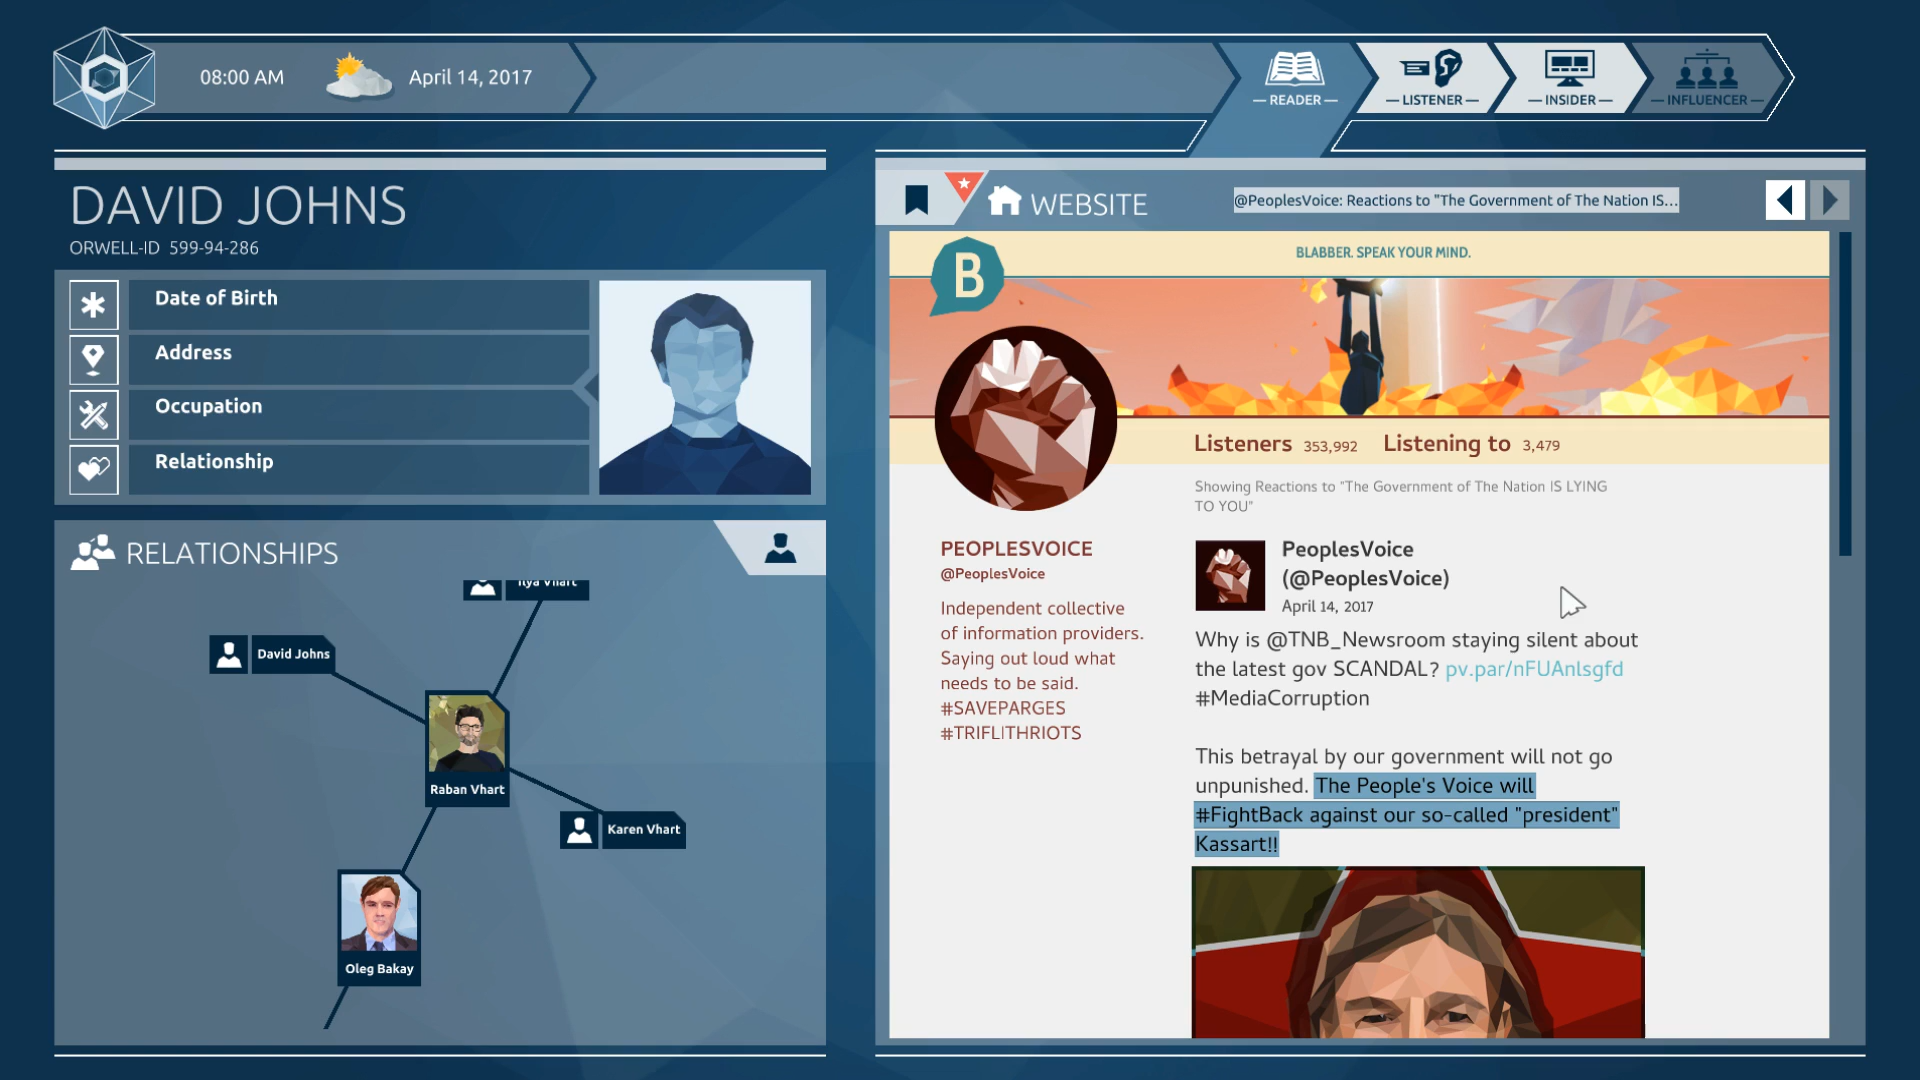 08:00 AM
April 14, 2017
READER
LISTENER
INSIDER
INFLUENCER
DAVID JOHNS
ORWELL-ID 599-94-286
Date of Birth
Address
Occupation
Relationship
RELATIONSHIPS
Ilya Vhart
David Johns
Raban Vhart
Karen Vhart
Oleg Bakay
WEBSITE
@PeoplesVoice: Reactions to "The Government of The Nation IS...
B
BLABBER. SPEAK YOUR MIND.
Listeners 353,992 Listening to 3,479
Showing Reactions to "The Government of The Nation IS LYING
TO YOU"
PEOPLESVOICE
@PeoplesVoice
Independent collective
of information providers.
Saying out loud what
needs to be said.
#SAVEPARGES
#TRIFLITHRIOTS
PeoplesVoice
(@PeoplesVoice)
April 14, 2017
Why is @TNB_Newsroom staying silent about
the latest gov SCANDAL? pv.par/nFUAnlsgfd
#MediaCorruption
This betrayal by our government will not go
unpunished. The People's Voice will
#FightBack against our so-called "president"
Kassart!!